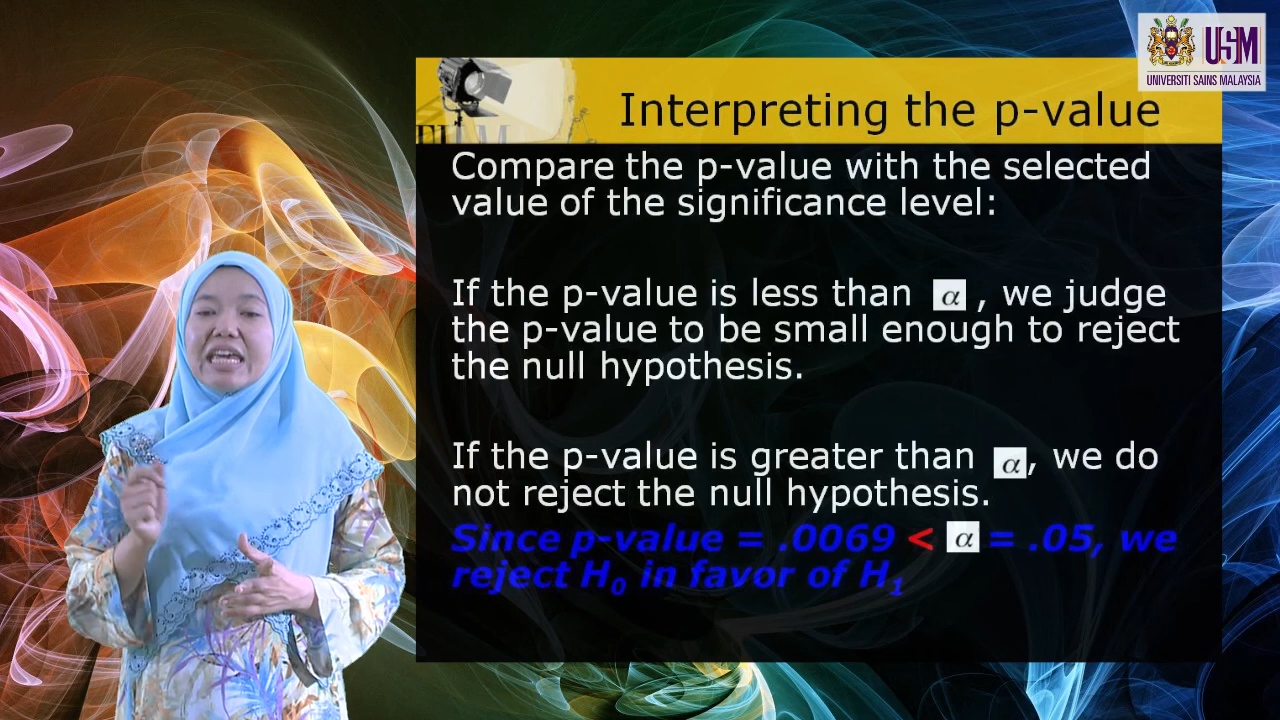 USM
UNIVERSITI SAINS MALAYSIA
FILM
Interpreting the p-value
Compare the p-value with the selected
value of the significance level:
If the p-value is less than α , we judge
the p-value to be small enough to reject
the null hypothesis.
If the p-value is greater than α, we do
not reject the null hypothesis.
Since p-value = .0069 < α = .05, we
reject H₀ in favor of H₁